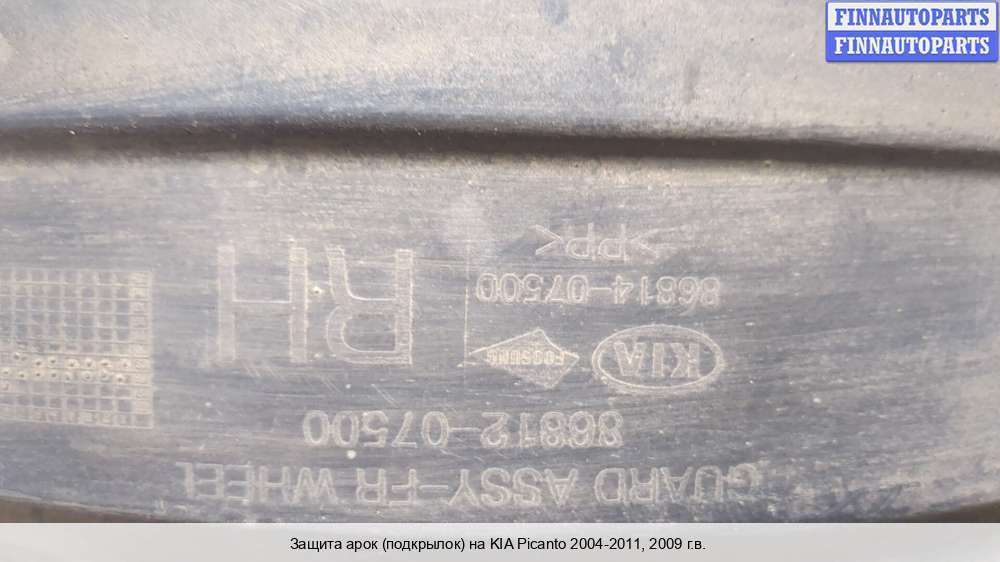 FINNAUTOPARTS
FINNAUTOPARTS
GUARD ASSY-FR WHEEL
86812-07500
KIA
RH
86814-07500
>PP<
Защита арок (подкрылок) на KIA Picanto 2004-2011, 2009 г.в.